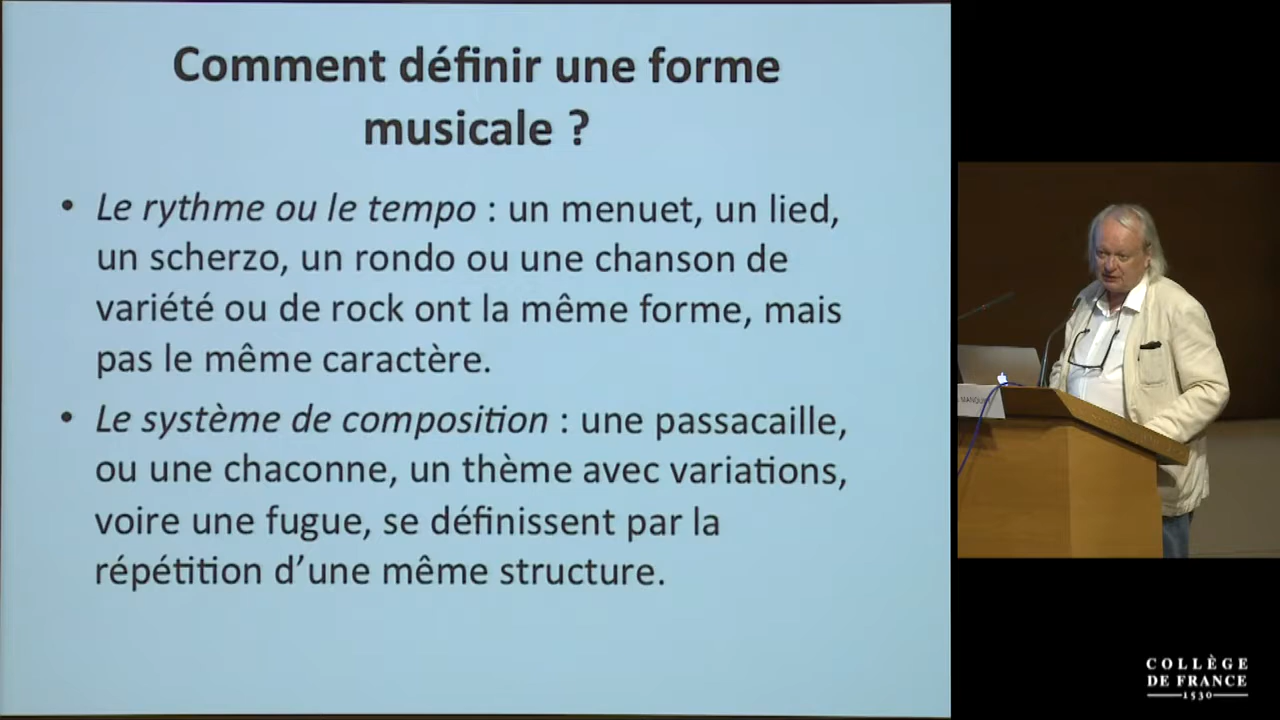 Comment définir une forme
musicale ?
• Le rythme ou le tempo : un menuet, un lied,
un scherzo, un rondo ou une chanson de
variété ou de rock ont la même forme, mais
pas le même caractère.
• Le système de composition : une passacaille,
ou une chaconne, un thème avec variations,
voire une fugue, se définissent par la
répétition d’une même structure.
COLLÈGE
DE FRANCE
1530